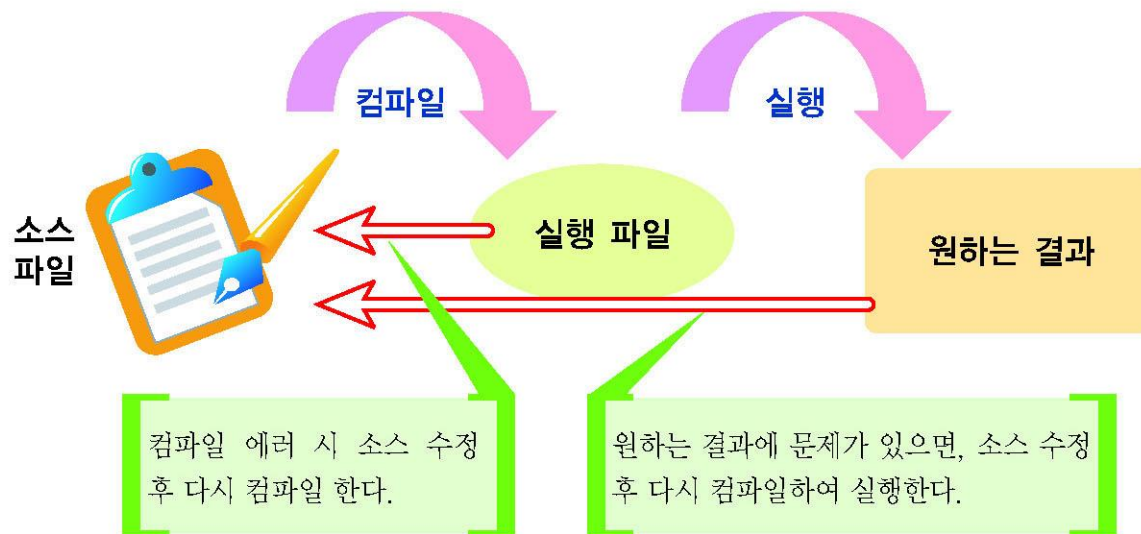 컴파일
실행
소스
파일
실행 파일
원하는 결과
컴파일 에러 시 소스 수정
후 다시 컴파일 한다.
원하는 결과에 문제가 있으면, 소스 수정
후 다시 컴파일하여 실행한다.